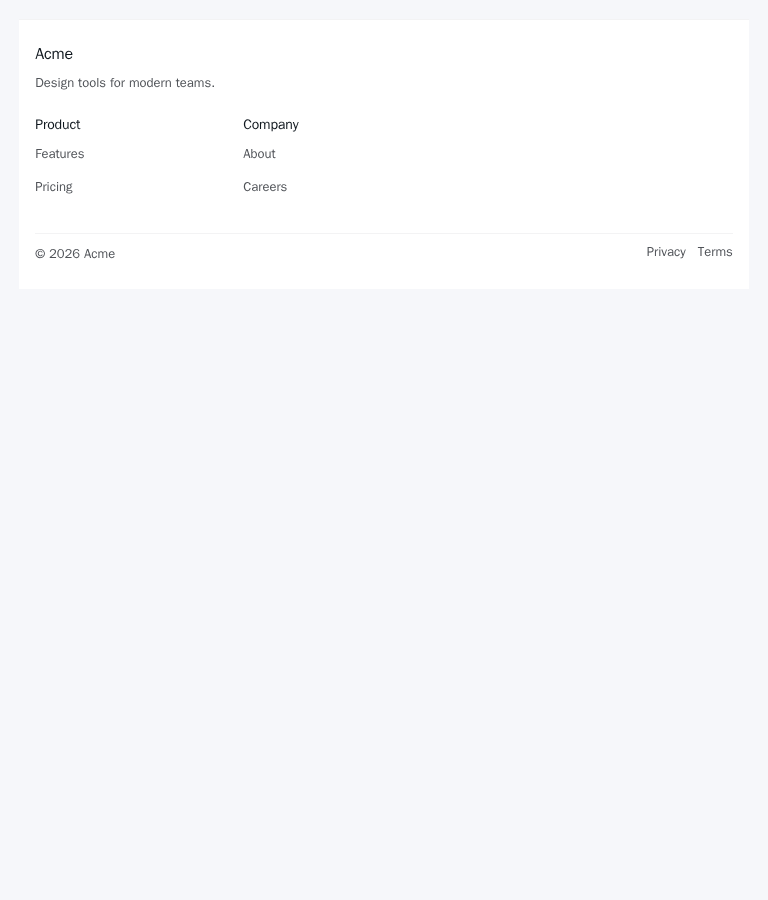 Acme
Design tools for modern teams.
Product
Features
Pricing
Company
About
Careers
© 2026 Acme
Privacy Terms